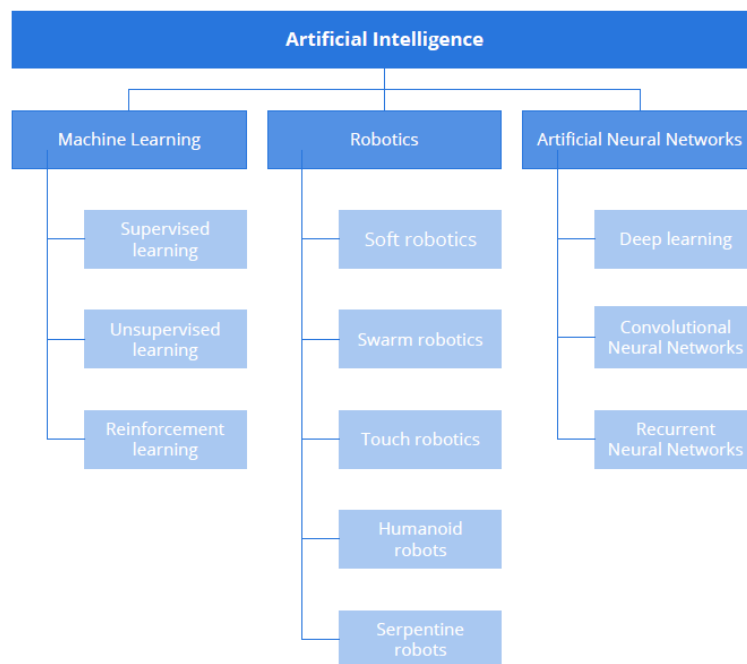 Artificial Intelligence
Machine Learning
Robotics
Artificial Neural Networks
Supervised
learning
Unsupervised
learning
Reinforcement
learning
Soft robotics
Swarm robotics
Touch robotics
Humanoid
robots
Serpentine
robots
Deep learning
Convolutional
Neural Networks
Recurrent
Neural Networks